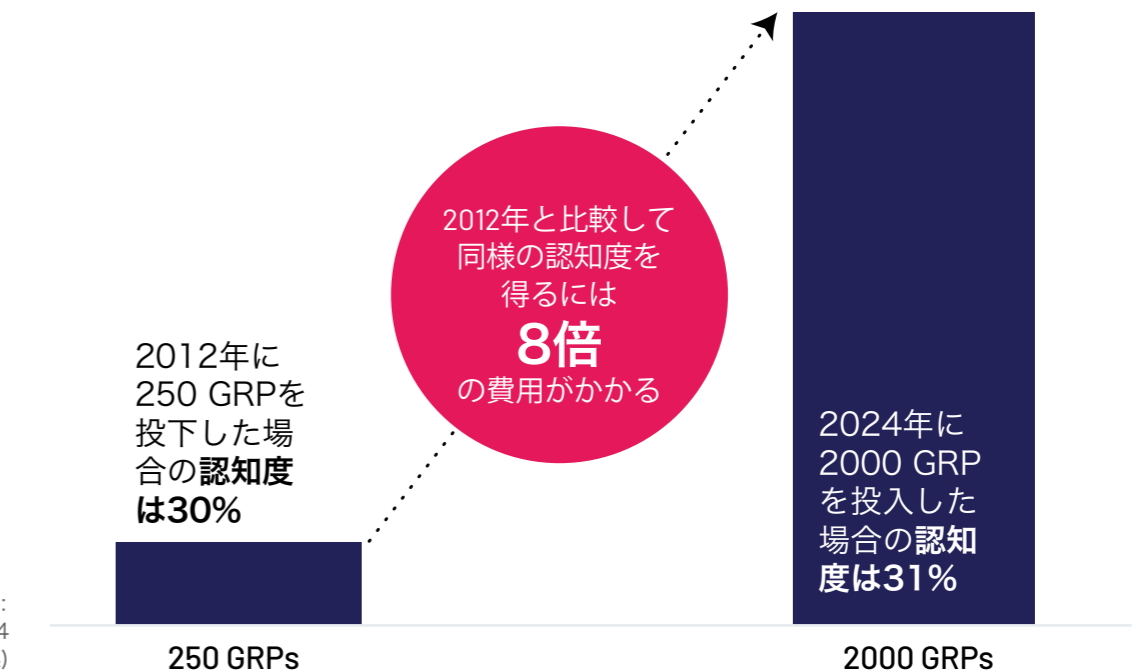 2012年と比較して
同様の認知度を
得るには
8倍
の費用がかかる
2012年に
250 GRPを
投下した場
合の認知度
は30%
2024年に
2000 GRP
を投入した
場合の認知
度は31%
:
4
)
250 GRPs
2000 GRPs